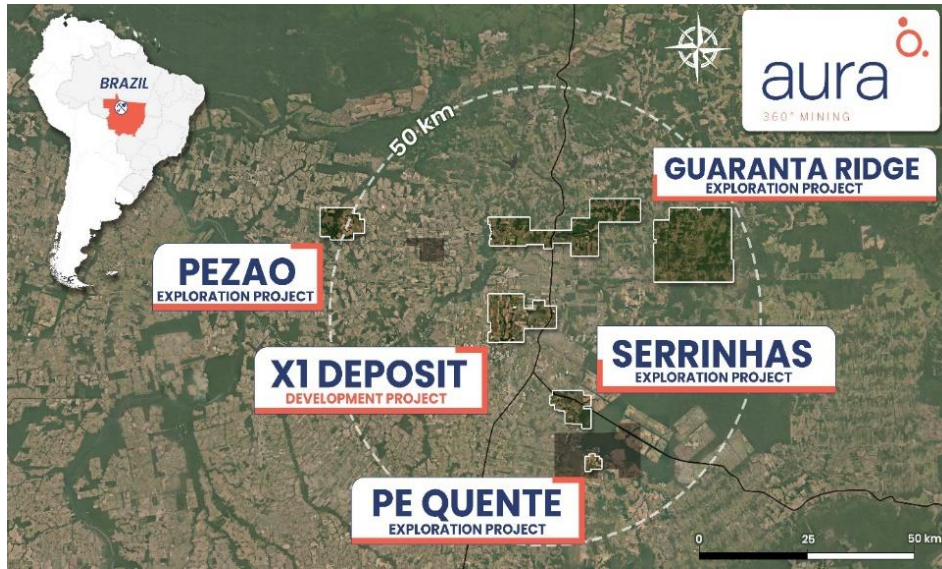 BRAZIL
aura
360° MINING
50 km
GUARANTA RIDGE
EXPLORATION PROJECT
PEZAO
EXPLORATION PROJECT
X1 DEPOSIT
DEVELOPMENT PROJECT
SERRINHAS
EXPLORATION PROJECT
PE QUENTE
EXPLORATION PROJECT
0 25 50 km